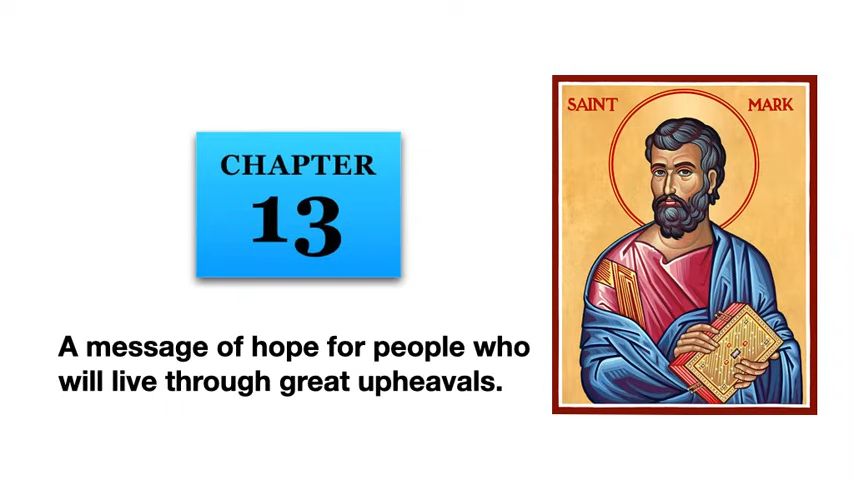 CHAPTER
13
A message of hope for people who
will live through great upheavals.
SAINT MARK